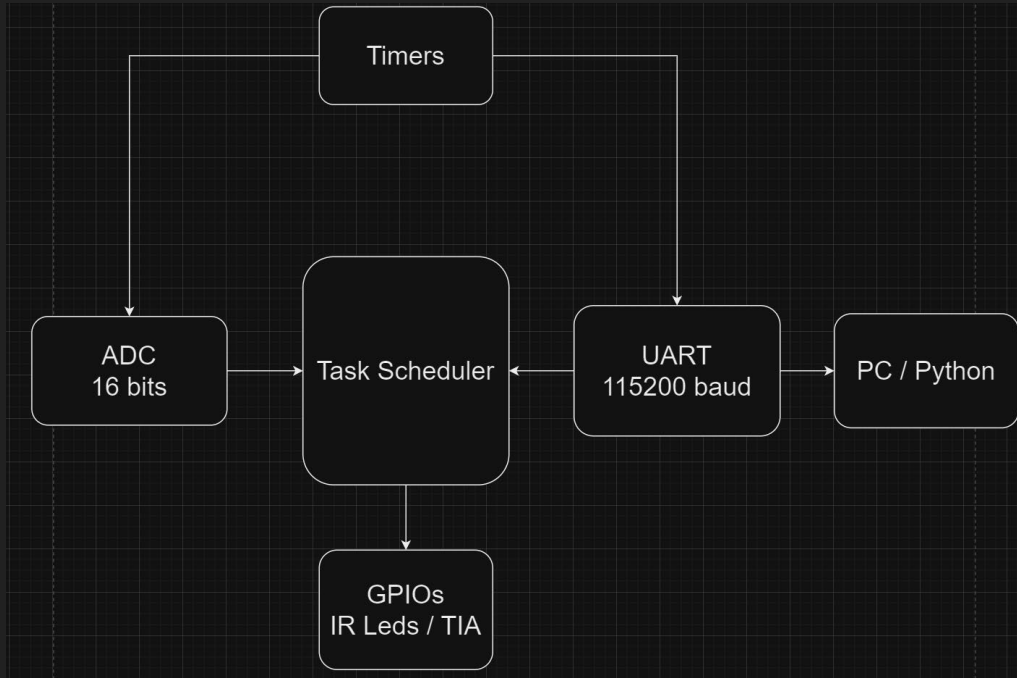 Timers
ADC
16 bits
Task Scheduler
UART
115200 baud
PC / Python
GPIOs
IR Leds / TIA